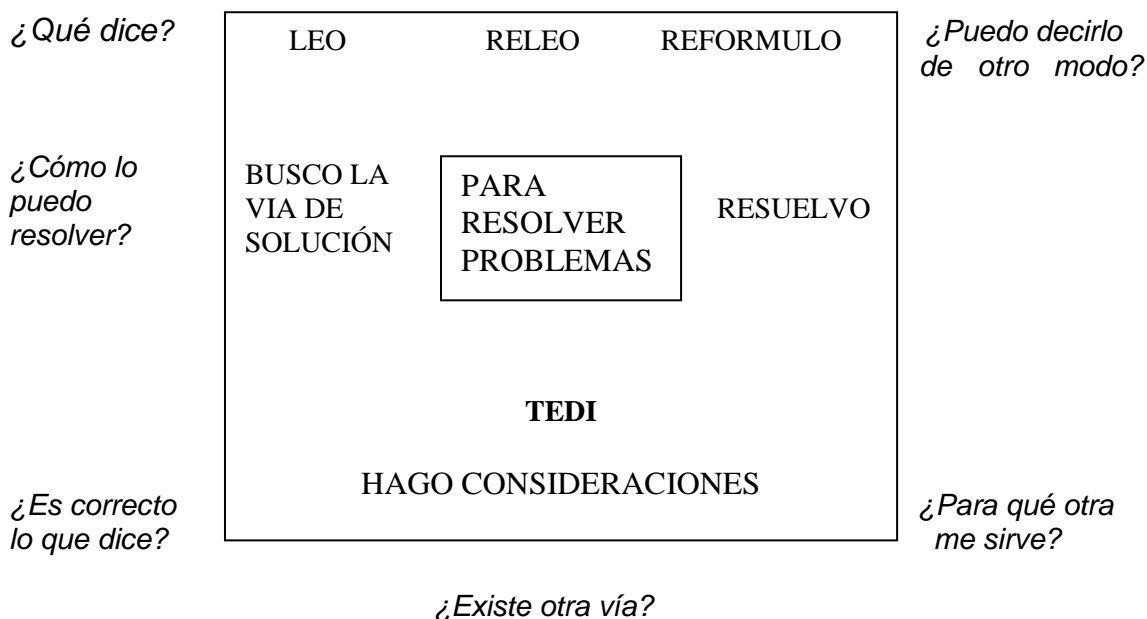 ¿Qué dice?
LEO RELEO REFORMULO
¿Puedo decirlo
de otro modo?
¿Cómo lo
puedo
resolver?
BUSCO LA
VIA DE
SOLUCIÓN
PARA
RESOLVER
PROBLEMAS
RESUELVO
TEDI
HAGO CONSIDERACIONES
¿Es correcto
lo que dice?
¿Para qué otra
me sirve?
¿Existe otra vía?